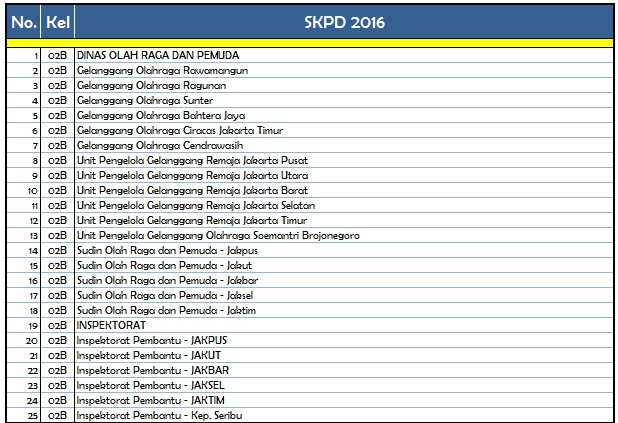 No. Kel SKPD 2016
1 02B DINAS OLAH RAGA DAN PEMUDA
2 02B Gelanggang Olahraga Rawamangun
3 02B Gelanggang Olahraga Ragunan
4 02B Gelanggang Olahraga Sunter
5 02B Gelanggang Olahraga Bahtera Jaya
6 02B Gelanggang Olahraga Ciracas Jakarta Timur
7 02B Gelanggang Olahraga Cendrawasih
8 02B Unit Pengelola Gelanggang Remaja Jakarta Pusat
9 02B Unit Pengelola Gelanggang Remaja Jakarta Utara
10 02B Unit Pengelola Gelanggang Remaja Jakarta Barat
11 02B Unit Pengelola Gelanggang Remaja Jakarta Selatan
12 02B Unit Pengelola Gelanggang Remaja Jakarta Timur
13 02B Unit Pengelola Gelanggang Olahraga Soemantri Brojonegoro
14 02B Sudin Olah Raga dan Pemuda - Jakpus
15 02B Sudin Olah Raga dan Pemuda - Jakut
16 02B Sudin Olah Raga dan Pemuda - Jakbar
17 02B Sudin Olah Raga dan Pemuda - Jaksel
18 02B Sudin Olah Raga dan Pemuda - Jaktim
19 02B INSPEKTORAT
20 02B Inspektorat Pembantu - JAKPUS
21 02B Inspektorat Pembantu - JAKUT
22 02B Inspektorat Pembantu - JAKBAR
23 02B Inspektorat Pembantu - JAKSEL
24 02B Inspektorat Pembantu - JAKTIM
25 02B Inspektorat Pembantu - Kep. Seribu